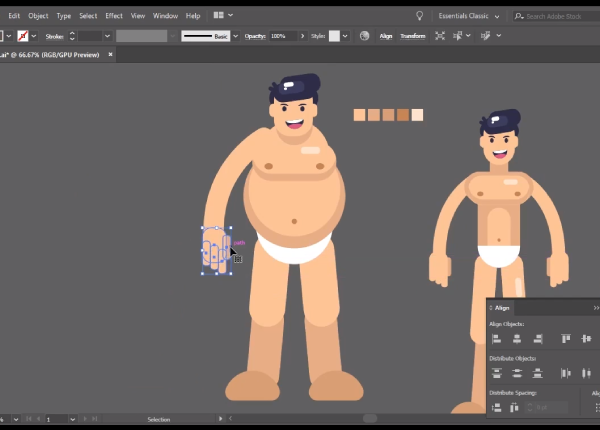 Edit Object Type Select Effect View Window Help Essentials Classic Search Adobe Stock
Stroke: Basic Opacity: 100% Style: Align Transform
.ai* @ 66.67% (RGB/GPU Preview) ×
path
Align
Align Objects:
Distribute Objects:
Distribute Spacing:
1 Selection